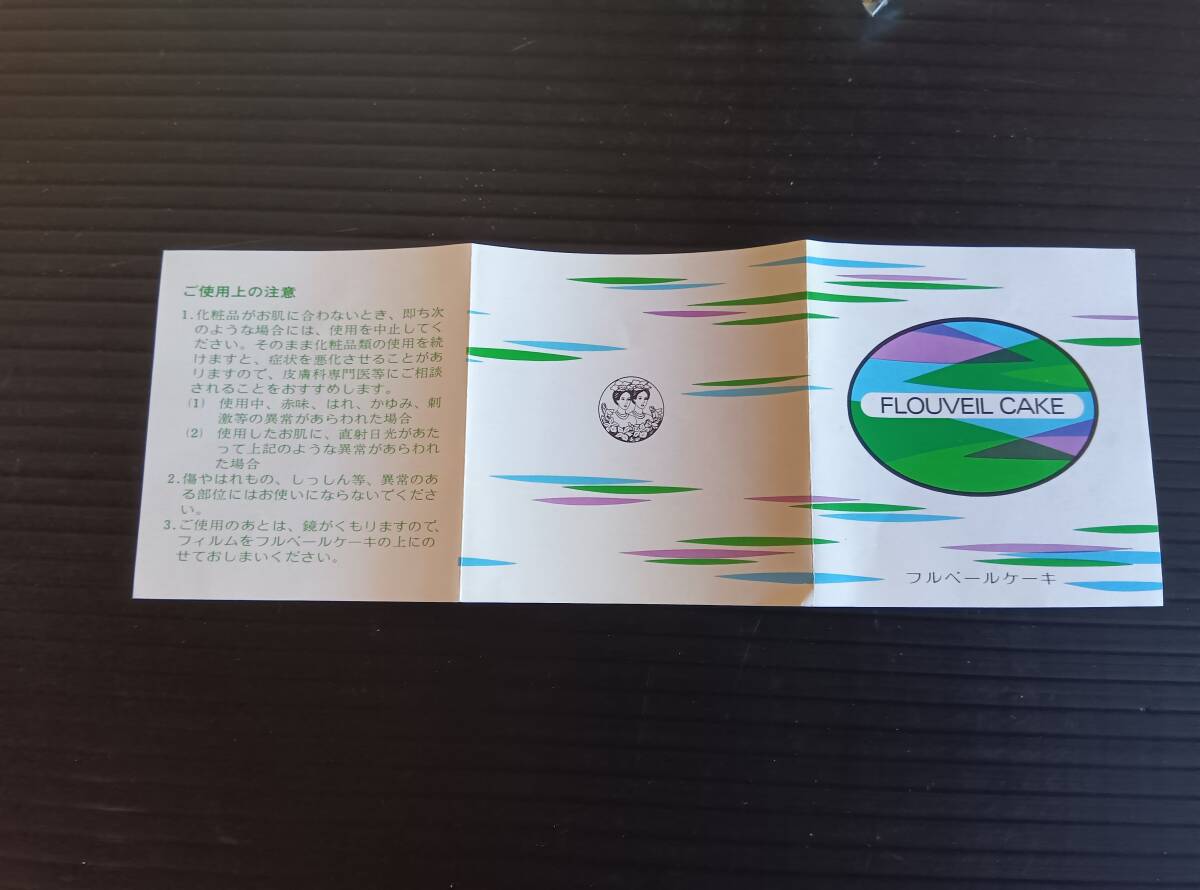 ご使用上の注意
1.化粧品がお肌に合わないとき、即ち次
のような場合には、使用を中止してく
ださい。そのまま化粧品類の使用を続
けますと、症状を悪化させることがあ
りますので、皮膚科専門医等にご相談
されることをおすすめします。
(1) 使用中、赤味、はれ、かゆみ、刺
激等の異常があらわれた場合
(2) 使用したお肌に、直射日光があた
って上記のような異常があらわれ
た場合
2.傷やはれもの、しっしん等、異常のあ
る部位にはお使いにならないでくださ
い。
3.ご使用のあとは、鏡がくもりますので、
フィルムをフルベールケーキの上にの
せておしまいください。
FLOUVEIL CAKE
フルベールケーキ